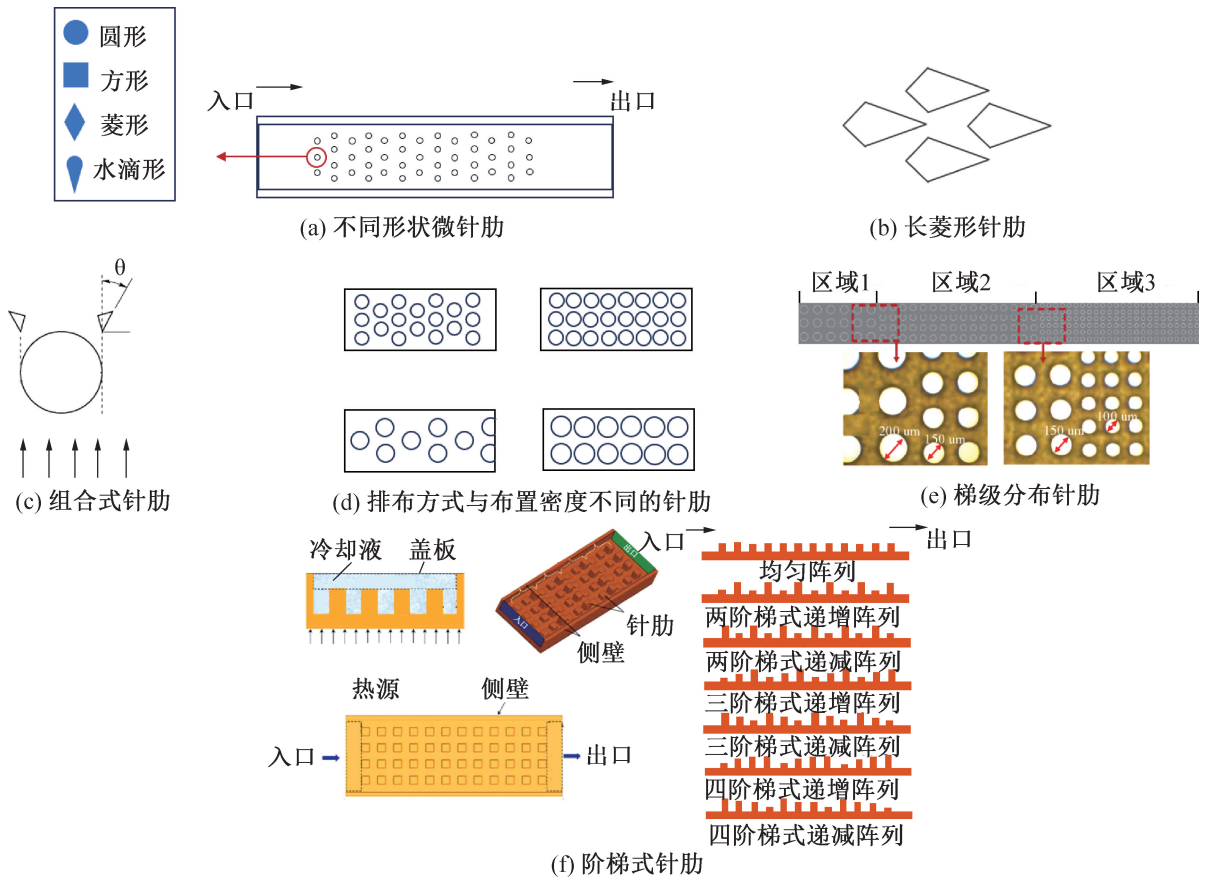 圆形
方形
菱形
水滴形
入口
出口
(a) 不同形状微针肋
(b) 长菱形针肋
θ
(c) 组合式针肋
(d) 排布方式与布置密度不同的针肋
区域1
区域2
区域3
200 um
150 um
150 um
100 um
(e) 梯级分布针肋
冷却液
盖板
出口
入口
针肋
侧壁
热源
侧壁
入口
出口
入口
出口
均匀阵列
两阶梯式递增阵列
两阶梯式递减阵列
三阶梯式递增阵列
三阶梯式递减阵列
四阶梯式递增阵列
四阶梯式递减阵列
(f) 阶梯式针肋